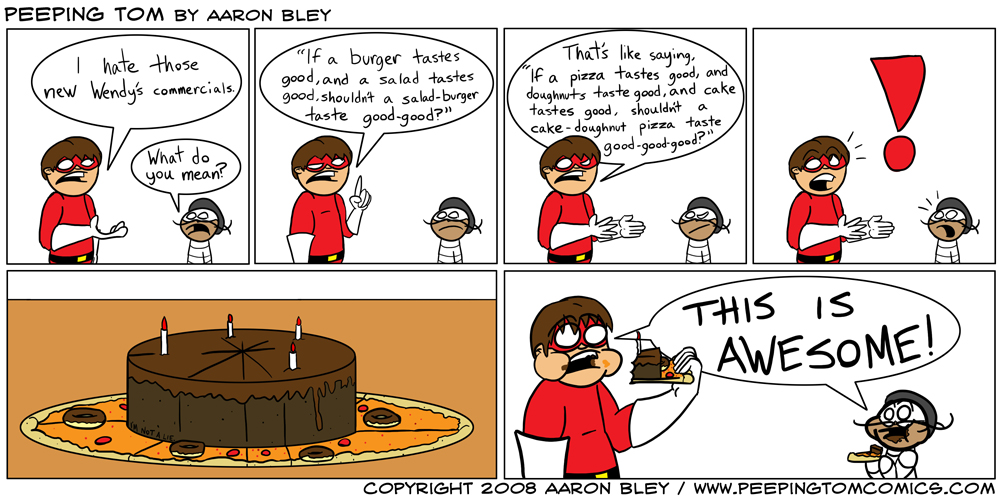 PEEPING TOM BY AARON BLEY
I hate those
new Wendy's commercials.
What do
you mean?
"If a burger tastes
good, and a salad tastes
good, shouldn't a salad-burger
taste good-good?"
That's like saying,
"If a pizza tastes good, and
doughnuts taste good, and cake
tastes good, shouldn't a
cake-doughnut pizza taste
good-good-good?"
!
I'M NOT A LIE
THIS IS
AWESOME!
COPYRIGHT 2008 AARON BLEY / WWW.PEEPINGTOMCOMICS.COM